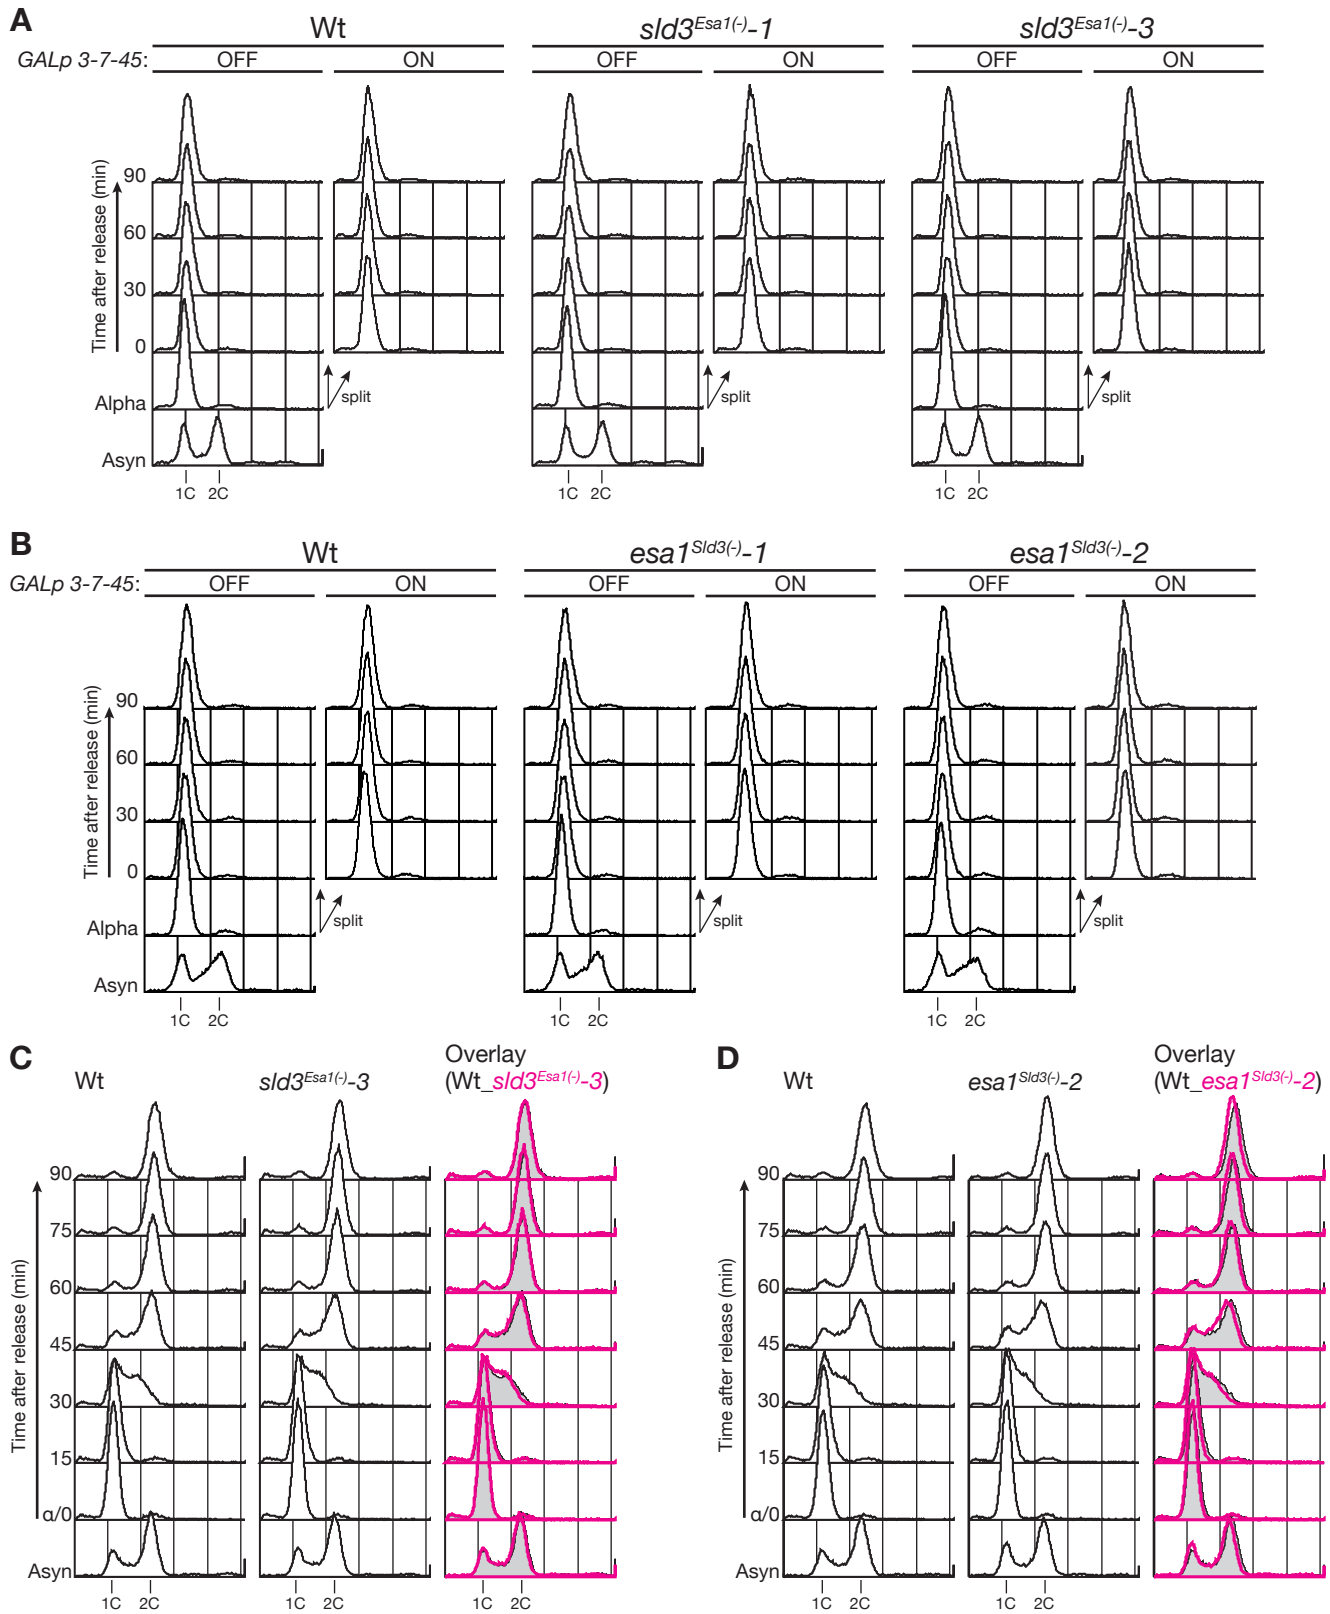 A
Wt sld3Esa1(-)-1 sld3Esa1(-)-3
GALp 3-7-45: OFF ON OFF ON OFF ON
Time after release (min)
90
60
30
0
split split split
Alpha
Asyn
1C 2C 1C 2C 1C 2C
B
Wt esa1Sld3(-)-1 esa1Sld3(-)-2
GALp 3-7-45: OFF ON OFF ON OFF ON
Time after release (min)
90
60
30
0
split split split
Alpha
Asyn
1C 2C 1C 2C 1C 2C
C
Wt sld3Esa1(-)-3 Overlay
(Wt_sld3Esa1(-)-3)
Time after release (min)
90
75
60
45
30
15
α/0
Asyn
1C 2C 1C 2C 1C 2C
D
Wt esa1Sld3(-)-2 Overlay
(Wt_esa1Sld3(-)-2)
Time after release (min)
90
75
60
45
30
15
α/0
Asyn
1C 2C 1C 2C 1C 2C